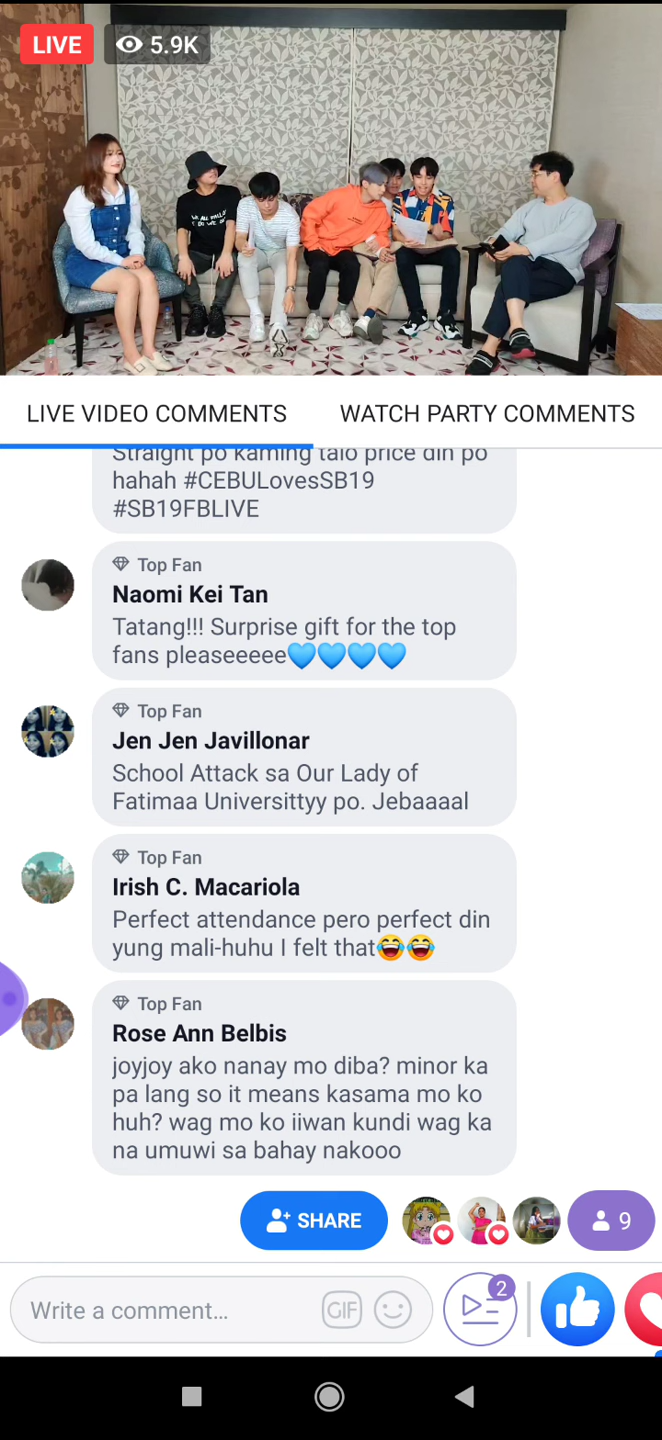 LIVE
5.9K
LIVE VIDEO COMMENTS
WATCH PARTY COMMENTS
Straight po kaming talo price din po
hahah #CEBULovesSB19
#SB19FBLIVE
Top Fan
Naomi Kei Tan
Tatang!!! Surprise gift for the top
fans pleaseeeee💙💙💙💙
Top Fan
Jen Jen Javillonar
School Attack sa Our Lady of
Fatimaa Universittyy po. Jebaaaal
Top Fan
Irish C. Macariola
Perfect attendance pero perfect din
yung mali-huhu I felt that😂😂
Top Fan
Rose Ann Belbis
joyjoy ako nanay mo diba? minor ka
pa lang so it means kasama mo ko
huh? wag mo ko iiwan kundi wag ka
na umuwi sa bahay nakooo
SHARE
9
Write a comment...
GIF
2